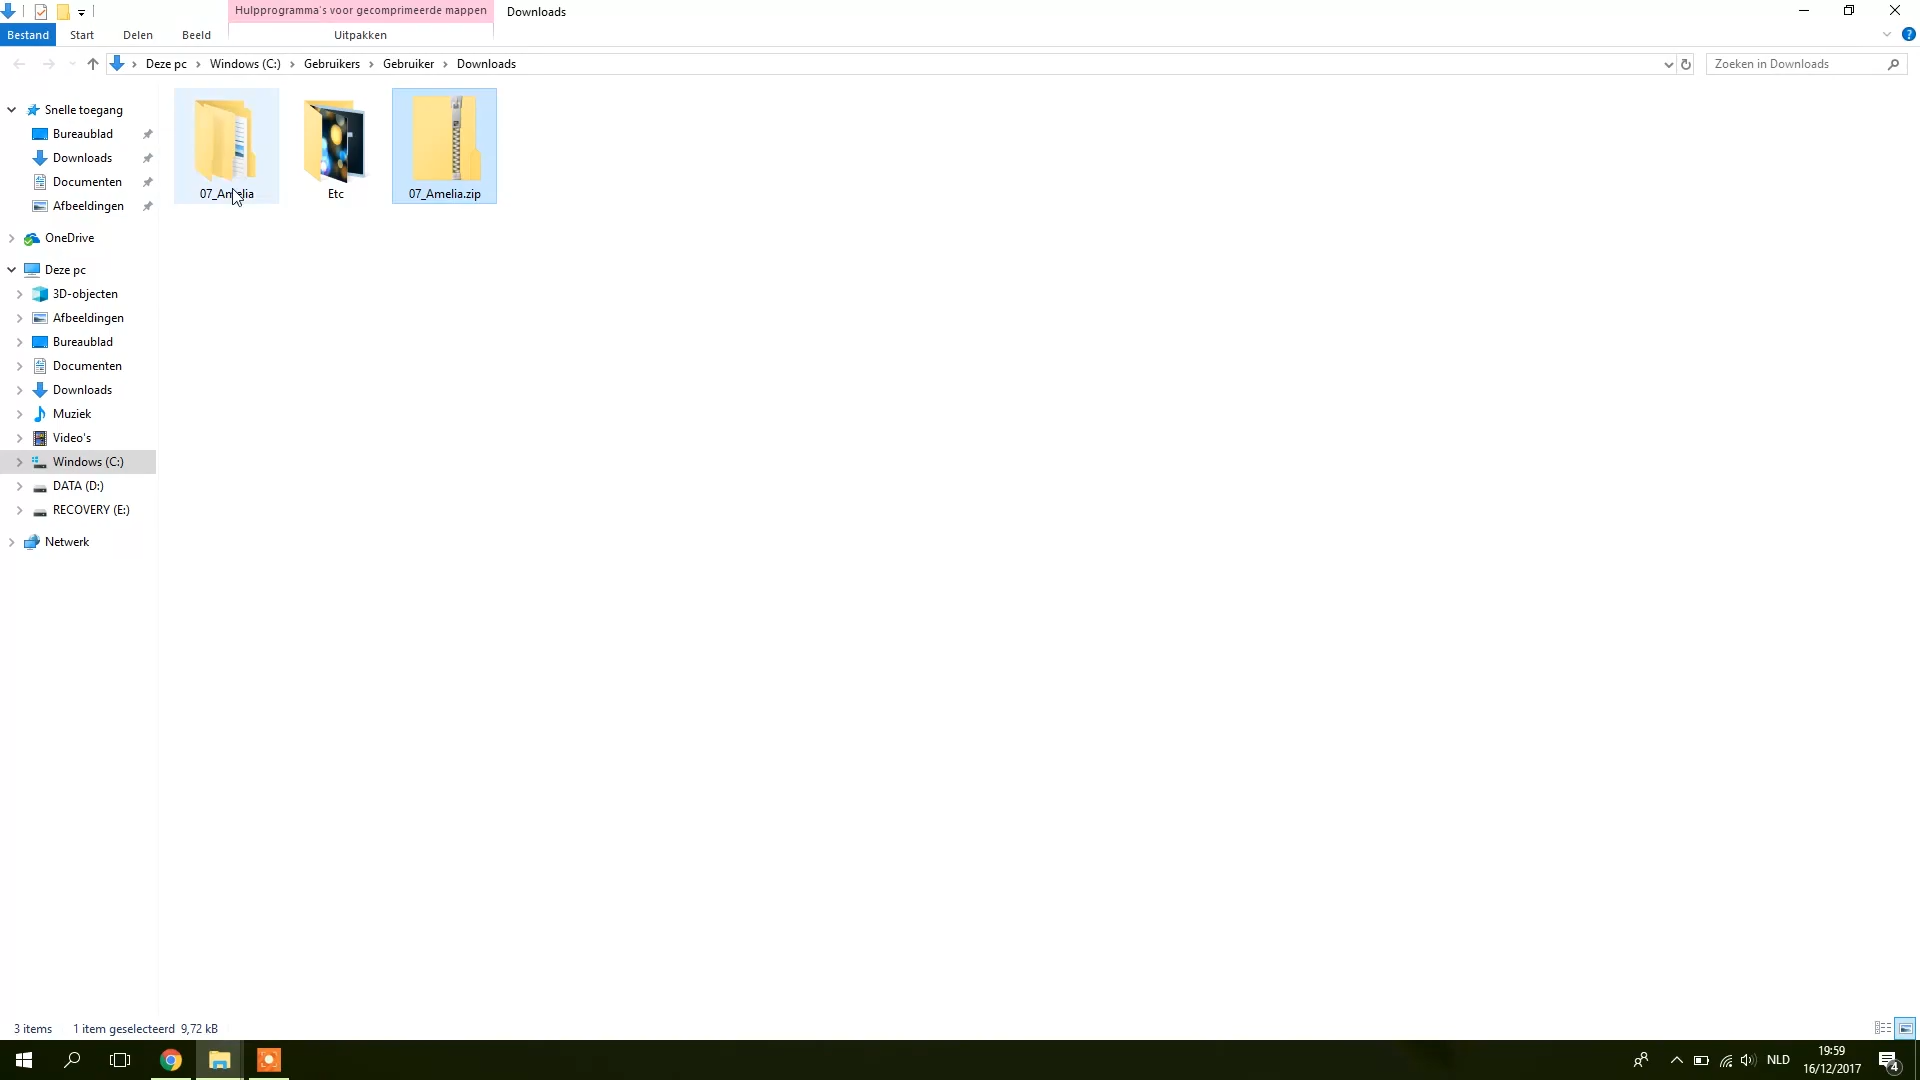 Hulpprogramma's voor gecomprimeerde mappen
Downloads
Bestand
Start
Delen
Beeld
Uitpakken
Deze pc
Windows (C:)
Gebruikers
Gebruiker
Downloads
Zoeken in Downloads
Snelle toegang
Bureaublad
Downloads
Documenten
Afbeeldingen
OneDrive
Deze pc
3D-objecten
Afbeeldingen
Bureaublad
Documenten
Downloads
Muziek
Video's
Windows (C:)
DATA (D:)
RECOVERY (E:)
Netwerk
07_Amelia
Etc
07_Amelia.zip
3 items 1 item geselecteerd 9,72 kB
NLD
19:59
16/12/2017
4